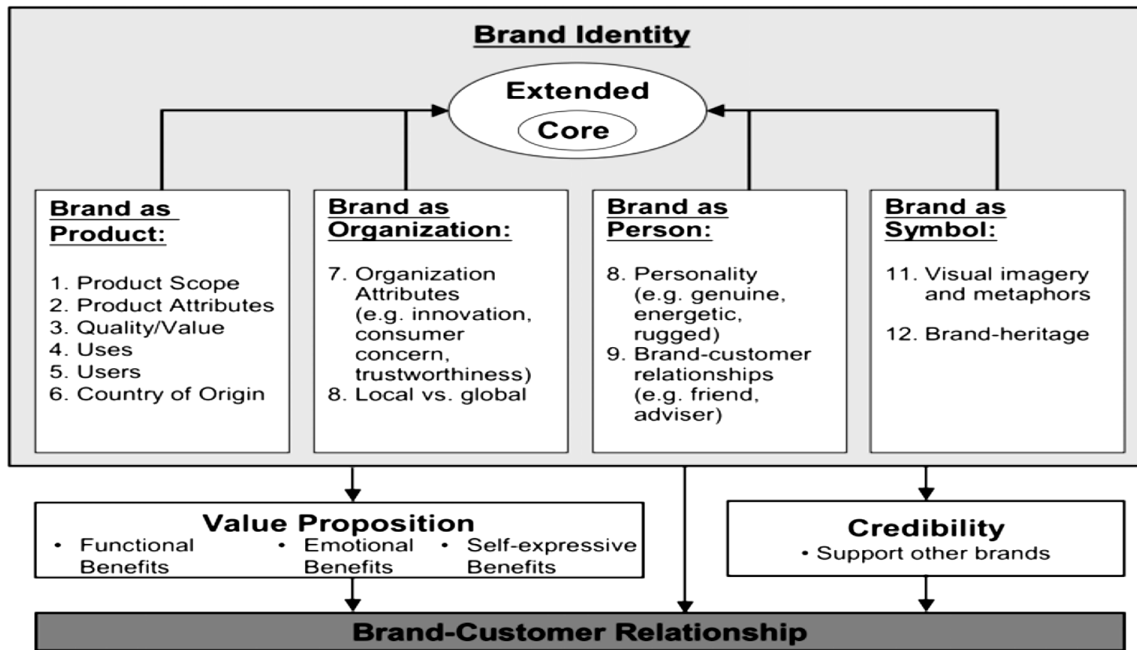 Brand Identity
Extended
Core
Brand as
Product:
1. Product Scope
2. Product Attributes
3. Quality/Value
4. Uses
5. Users
6. Country of Origin
Brand as
Organization:
7. Organization
Attributes
(e.g. innovation,
consumer
concern,
trustworthiness)
8. Local vs. global
Brand as
Person:
8. Personality
(e.g. genuine,
energetic,
rugged)
9. Brand-customer
relationships
(e.g. friend,
adviser)
Brand as
Symbol:
11. Visual imagery
and metaphors
12. Brand-heritage
Value Proposition
• Functional
Benefits
• Emotional
Benefits
• Self-expressive
Benefits
Credibility
• Support other brands
Brand-Customer Relationship